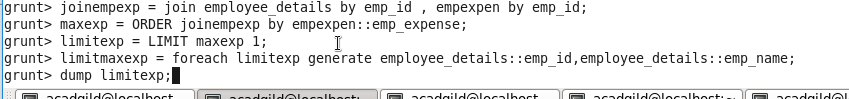 grunt> joinempexp = join employee_details by emp_id , empexpen by emp_id;
grunt> maxexp = ORDER joinempexp by empexpen::emp_expense;
grunt> limitexp = LIMIT maxexp 1;
grunt> limitmaxexp = foreach limitexp generate employee_details::emp_id,employee_details::emp_name;
grunt> dump limitexp;